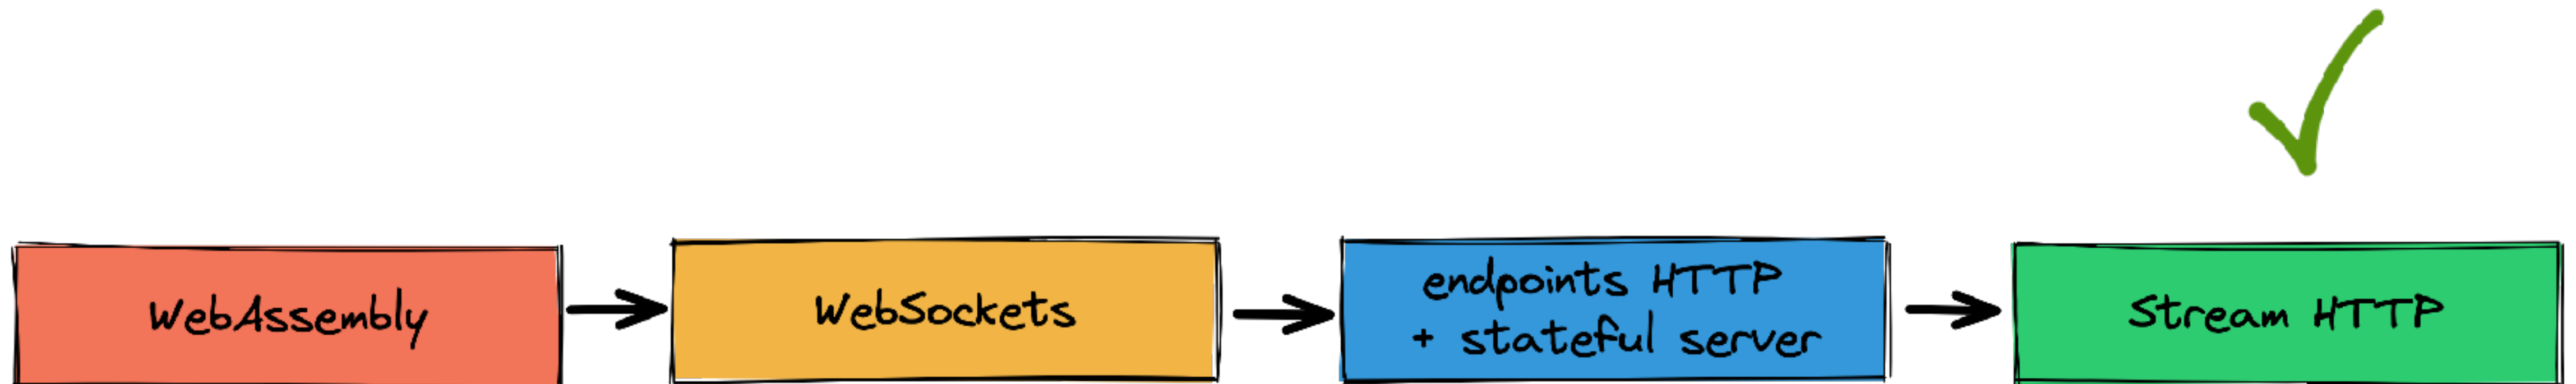 WebAssembly
WebSockets
endpoints HTTP
+ stateful server
Stream HTTP